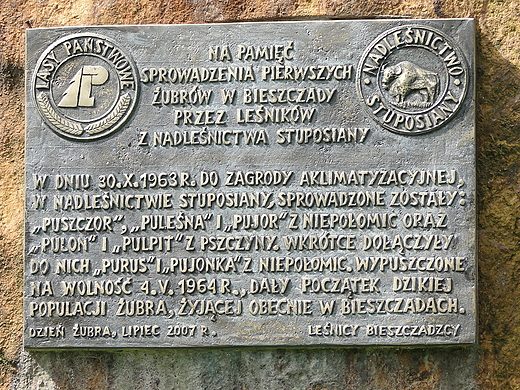 LASY PAŃSTWOWE
NADLEŚNICTWO
STUPOSIANY
NA PAMIĘĆ
SPROWADZENIA PIERWSZYCH
ŻUBRÓW W BIESZCZADY
PRZEZ LEŚNIKÓW
Z NADLEŚNICTWA STUPOSIANY
W DNIU 30.X.1963 R. DO ZAGRODY AKLIMATYZACYJNEJ,
W NADLEŚNICTWIE STUPOSIANY, SPROWADZONE ZOSTAŁY:
„PUSZCZOR”, „PULEŚNA” I „PUJOR” Z NIEPOŁOMIC ORAZ
„PULON” I „PULPIT” Z PSZCZYNY. WKRÓTCE DOŁĄCZYŁY
DO NICH „PURUS” I „PUJONKA” Z NIEPOŁOMIC. WYPUSZCZONE
NA WOLNOŚĆ 4.V.1964 R., DAŁY POCZĄTEK DZIKIEJ
POPULACJI ŻUBRA, ŻYJĄCEJ OBECNIE W BIESZCZADACH.
DZIEŃ ŻUBRA, LIPIEC 2007 R. LEŚNICY BIESZCZADZCY